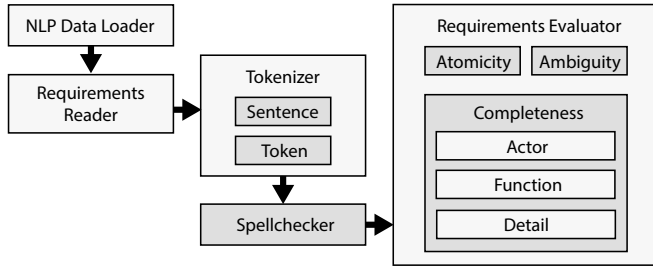 NLP Data Loader
Requirements
Reader
Tokenizer
Sentence
Token
Spellchecker
Requirements Evaluator
Atomicity
Ambiguity
Completeness
Actor
Function
Detail